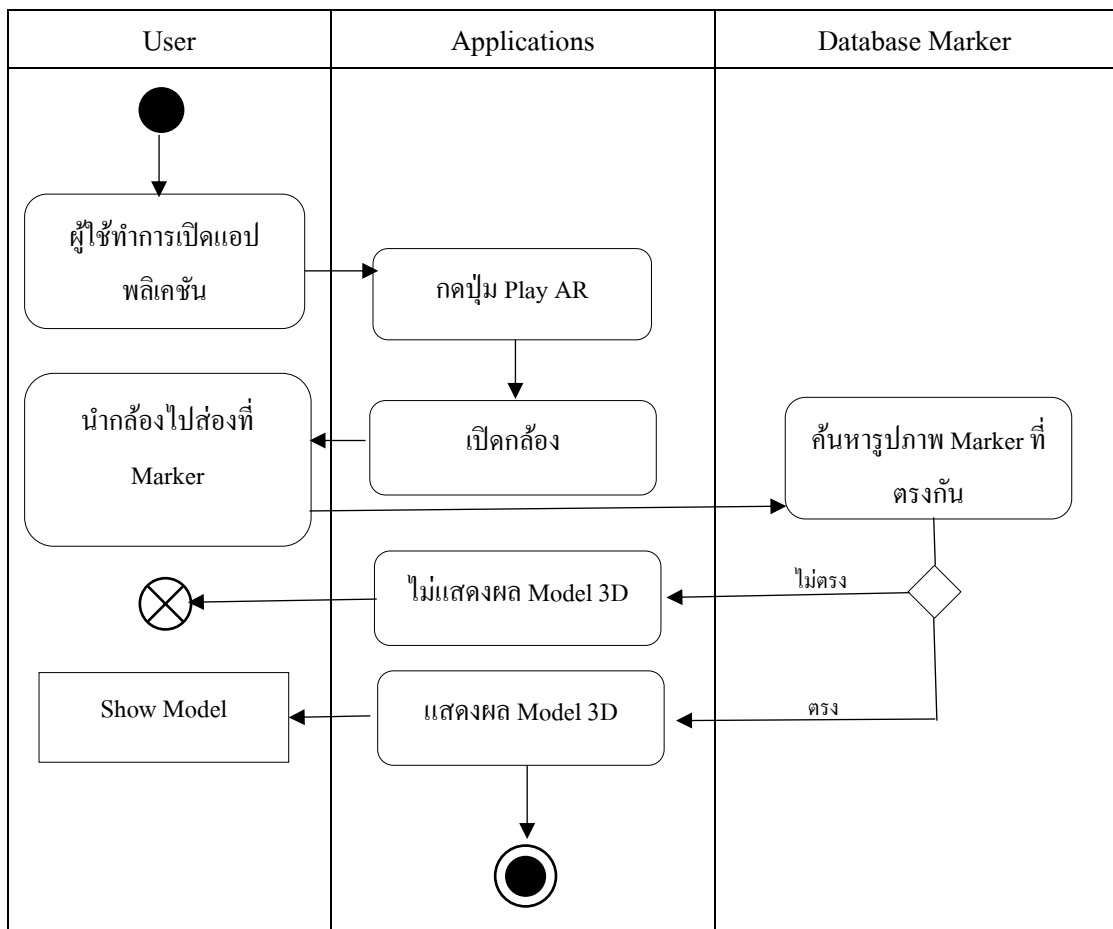 User
Applications
Database Marker
ผู้ใช้ทำการเปิดแอป
พลิเคชัน
กดปุ่ม Play AR
นำกล้องไปส่องที่
Marker
เปิดกล้อง
ค้นหารูปภาพ Marker ที่
ตรงกัน
ไม่แสดงผล Model 3D
ไม่ตรง
Show Model
แสดงผล Model 3D
ตรง